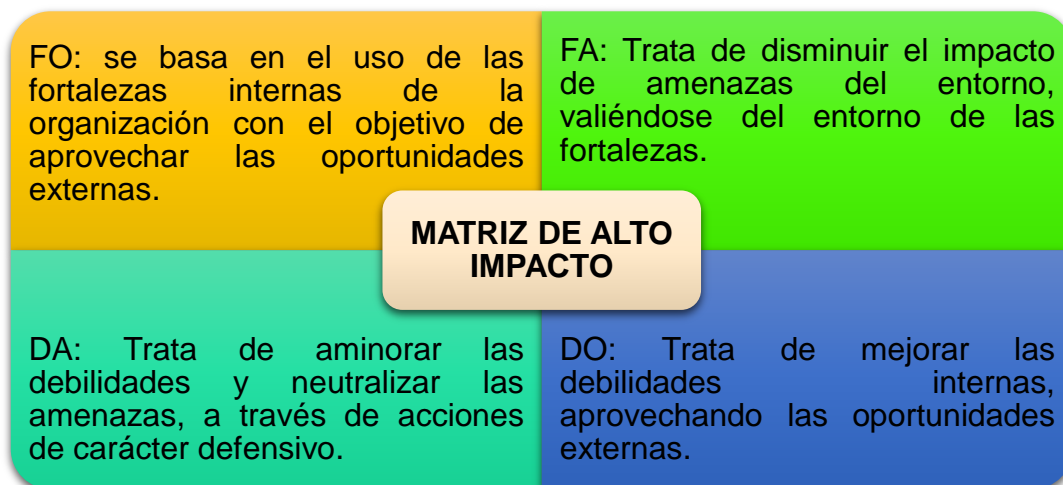 FO: se basa en el uso de las
fortalezas internas de la
organización con el objetivo de
aprovechar las oportunidades
externas.
FA: Trata de disminuir el impacto
de amenazas del entorno,
valiéndose del entorno de las
fortalezas.
MATRIZ DE ALTO
IMPACTO
DA: Trata de aminorar las
debilidades y neutralizar las
amenazas, a través de acciones
de carácter defensivo.
DO: Trata de mejorar las
debilidades internas,
aprovechando las oportunidades
externas.